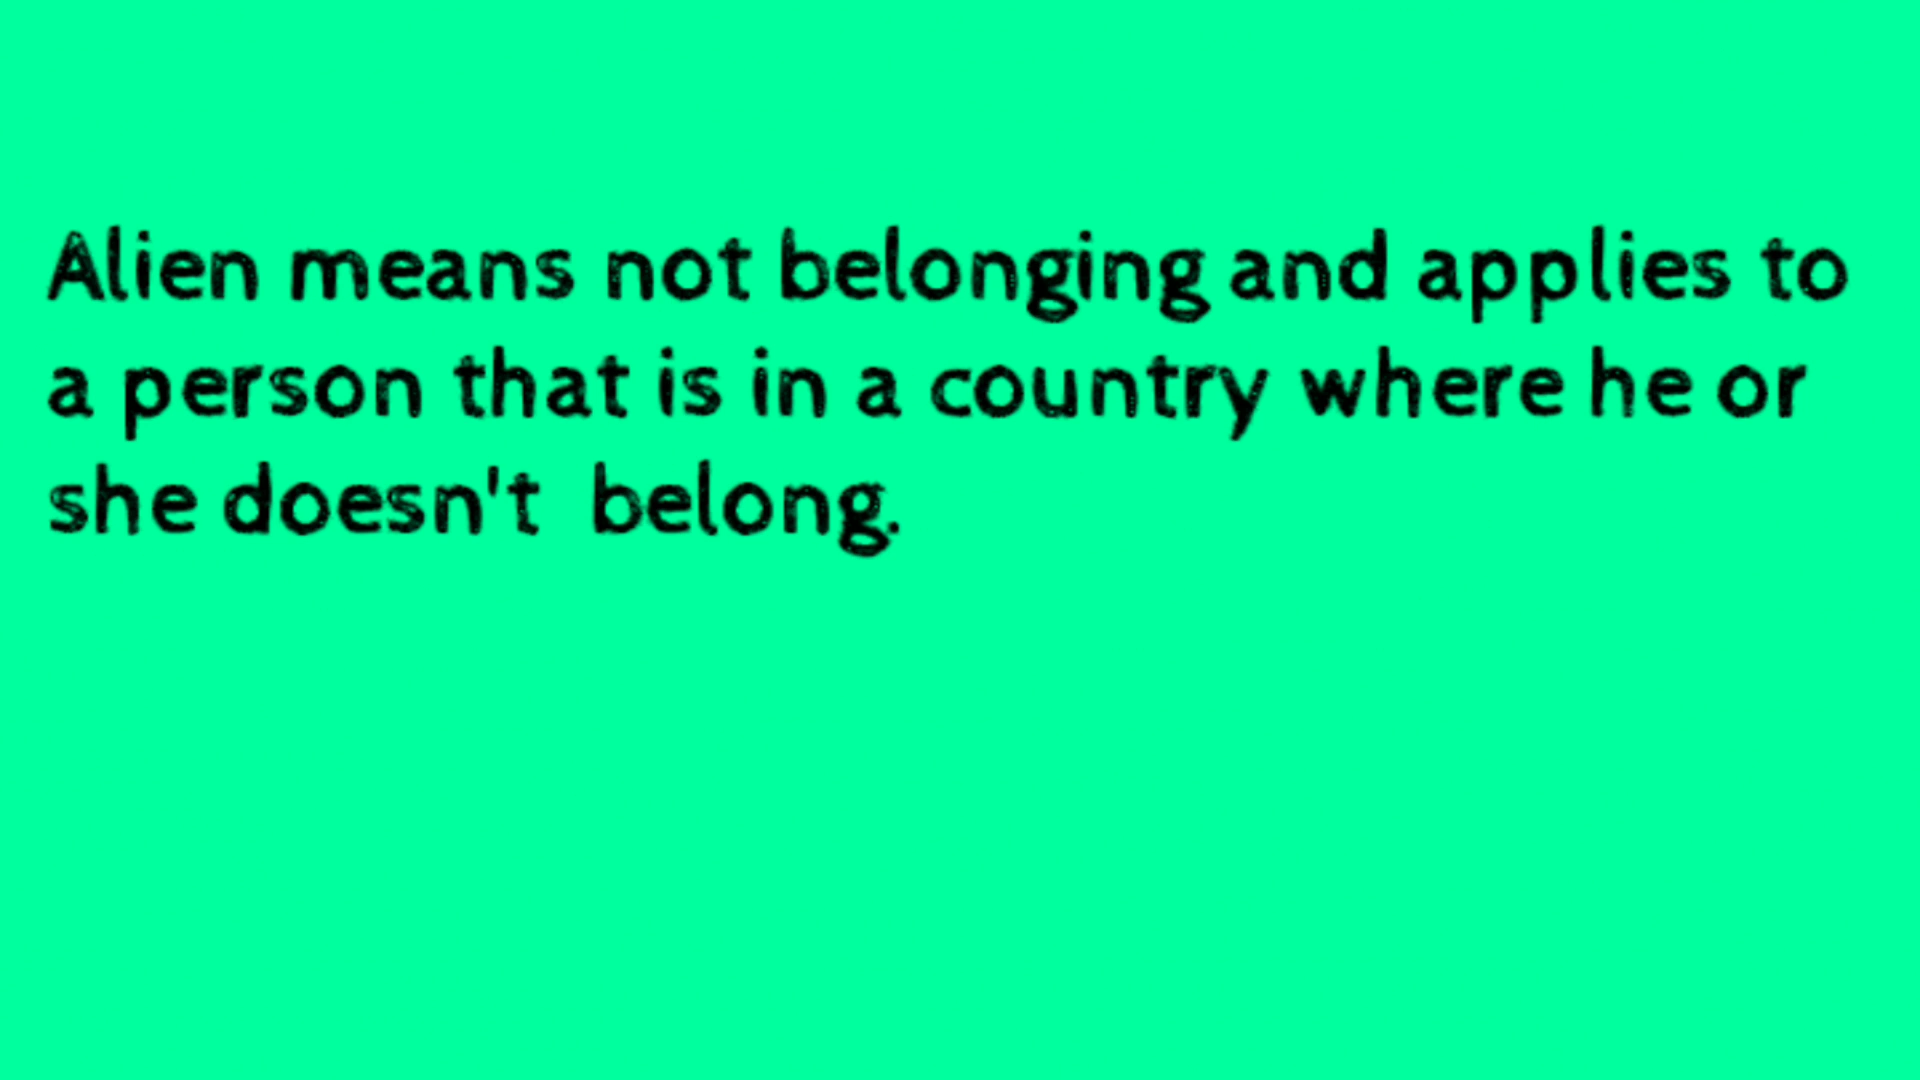 Alien means not belonging and applies to
a person that is in a country where he or
she doesn't  belong.